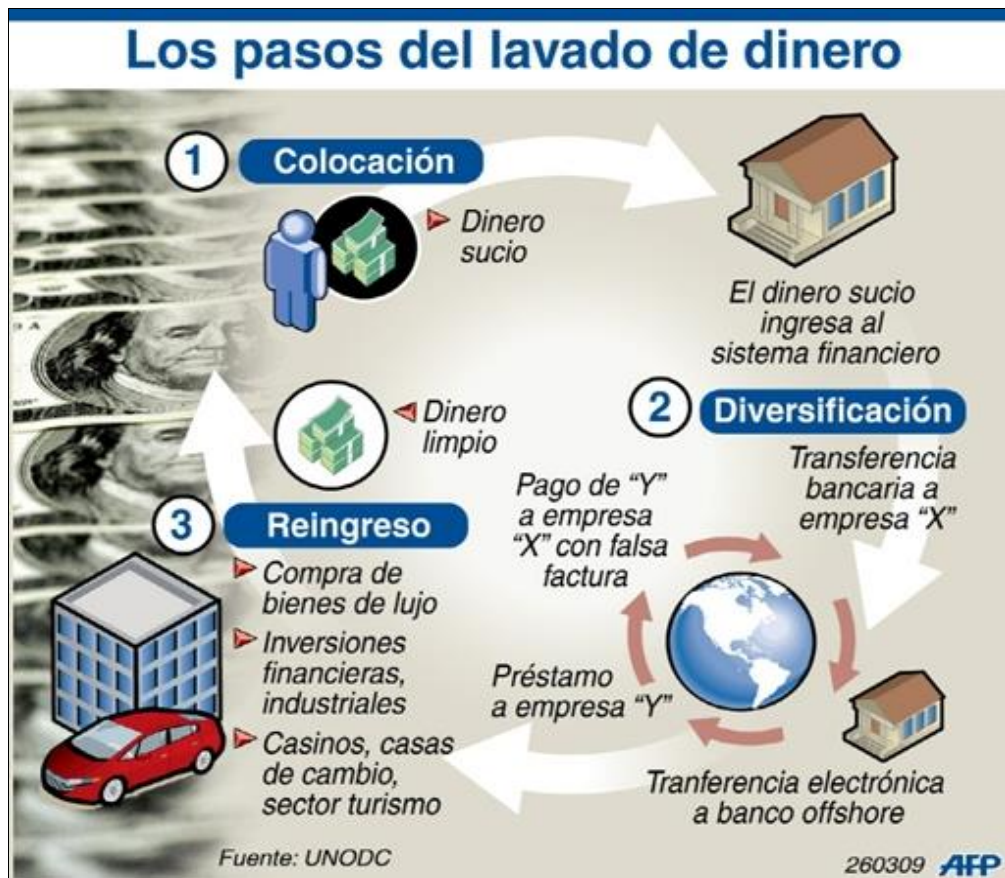 Los pasos del lavado de dinero
1 Colocación
Dinero
sucio
El dinero sucio
ingresa al
sistema financiero
2 Diversificación
Transferencia
bancaria a
empresa “X”
Tranferencia electrónica
a banco offshore
Préstamo
a empresa “Y”
Pago de “Y”
a empresa
“X” con falsa
factura
3 Reingreso
Compra de
bienes de lujo
Inversiones
financieras,
industriales
Casinos, casas
de cambio,
sector turismo
Dinero
limpio
Fuente: UNODC
260309 AFP